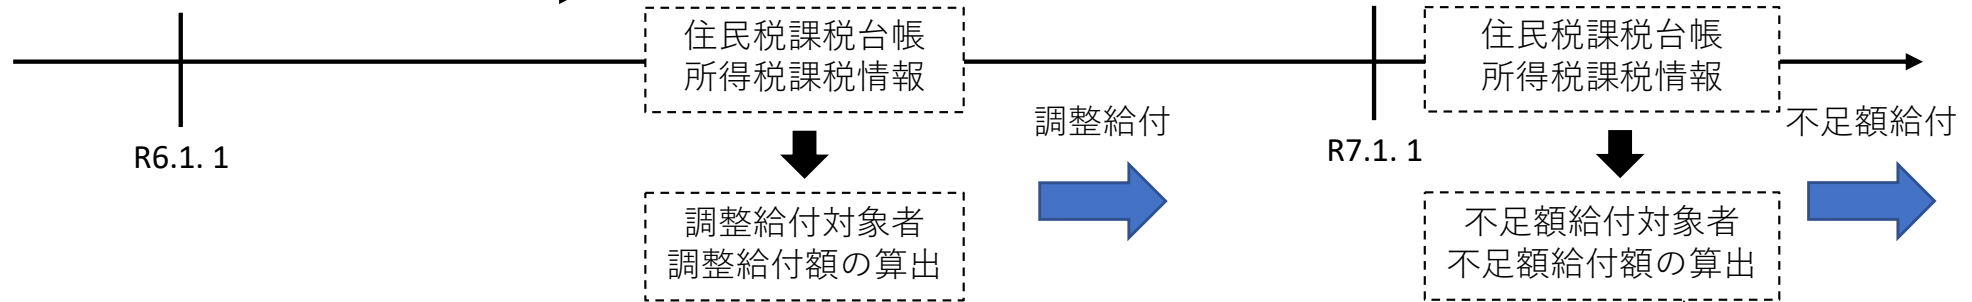 住民税課税台帳
所得税課税情報
住民税課税台帳
所得税課税情報
調整給付
不足額給付
R6.1. 1
R7.1. 1
調整給付対象者
調整給付額の算出
不足額給付対象者
不足額給付額の算出